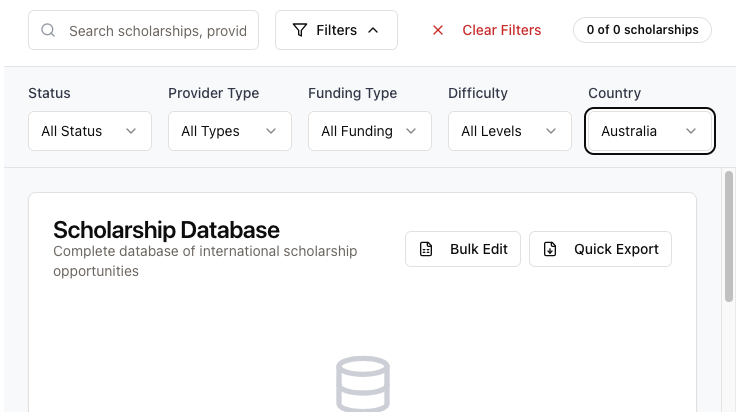 Search scholarships, provid
Filters
Clear Filters
0 of 0 scholarships
Status
Provider Type
Funding Type
Difficulty
Country
All Status
All Types
All Funding
All Levels
Australia
Scholarship Database
Complete database of international scholarship
opportunities
Bulk Edit
Quick Export